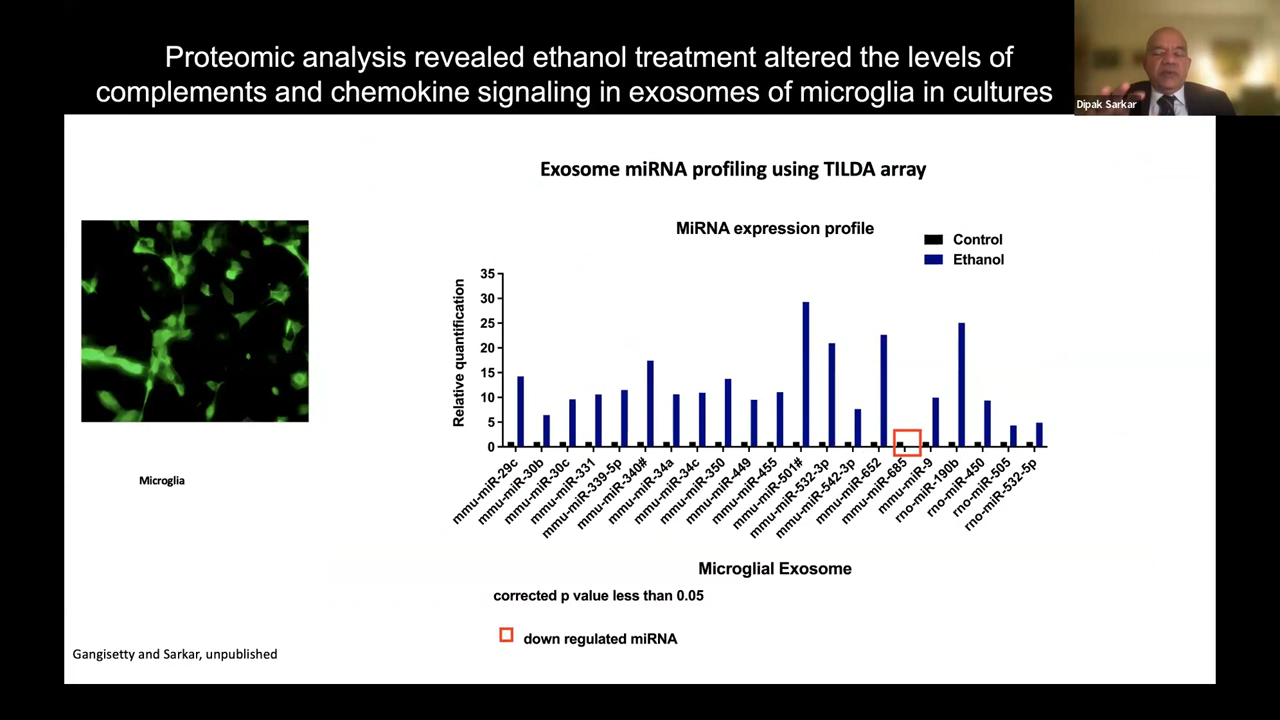 Proteomic analysis revealed ethanol treatment altered the levels of
complements and chemokine signaling in exosomes of microglia in cultures
Dipak Sarkar
Exosome miRNA profiling using TILDA array
MiRNA expression profile
Control
Ethanol
Relative quantification
35
30
25
20
15
10
5
0
mmu-miR-29c
mmu-miR-30b
mmu-miR-30c
mmu-miR-331
mmu-miR-339-5p
mmu-miR-340#
mmu-miR-34a
mmu-miR-34c
mmu-miR-350
mmu-miR-449
mmu-miR-455
mmu-miR-501#
mmu-miR-532-3p
mmu-miR-542-3p
mmu-miR-652
mmu-miR-685
mmu-miR-9
rno-miR-190b
rno-miR-450
rno-miR-505
rno-miR-532-5p
Microglial Exosome
Microglia
corrected p value less than 0.05
down regulated miRNA
Gangisetty and Sarkar, unpublished